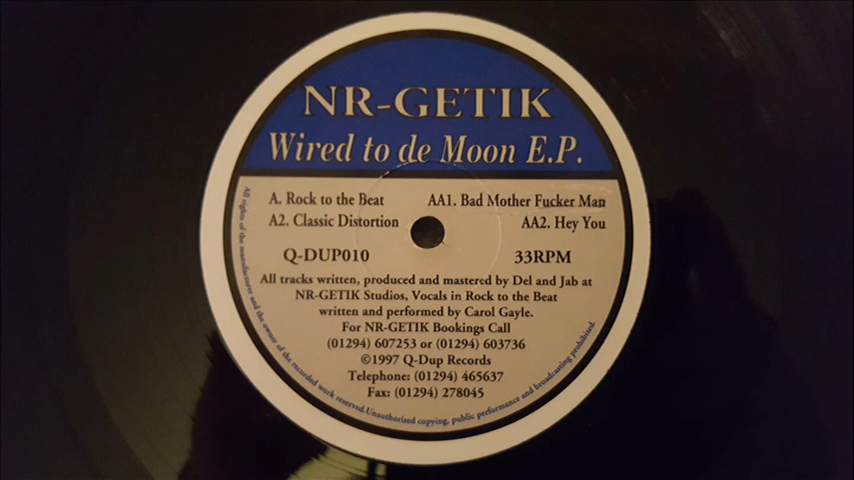 NR-GETIK
Wired to de Moon E.P.
A. Rock to the Beat AA1. Bad Mother Fucker Man
A2. Classic Distortion AA2. Hey You
Q-DUP010 33RPM
All tracks written, produced and mastered by Del and Jab at
NR-GETIK Studios, Vocals in Rock to the Beat
written and performed by Carol Gayle.
For NR-GETIK Bookings Call
(01294) 607253 or (01294) 603736
©1997 Q-Dup Records
Telephone: (01294) 465637
Fax: (01294) 278045
All rights of the manufacturer and the owner of the recorded work reserved.Unauthorised copying, public performance and broadcasting prohibited.